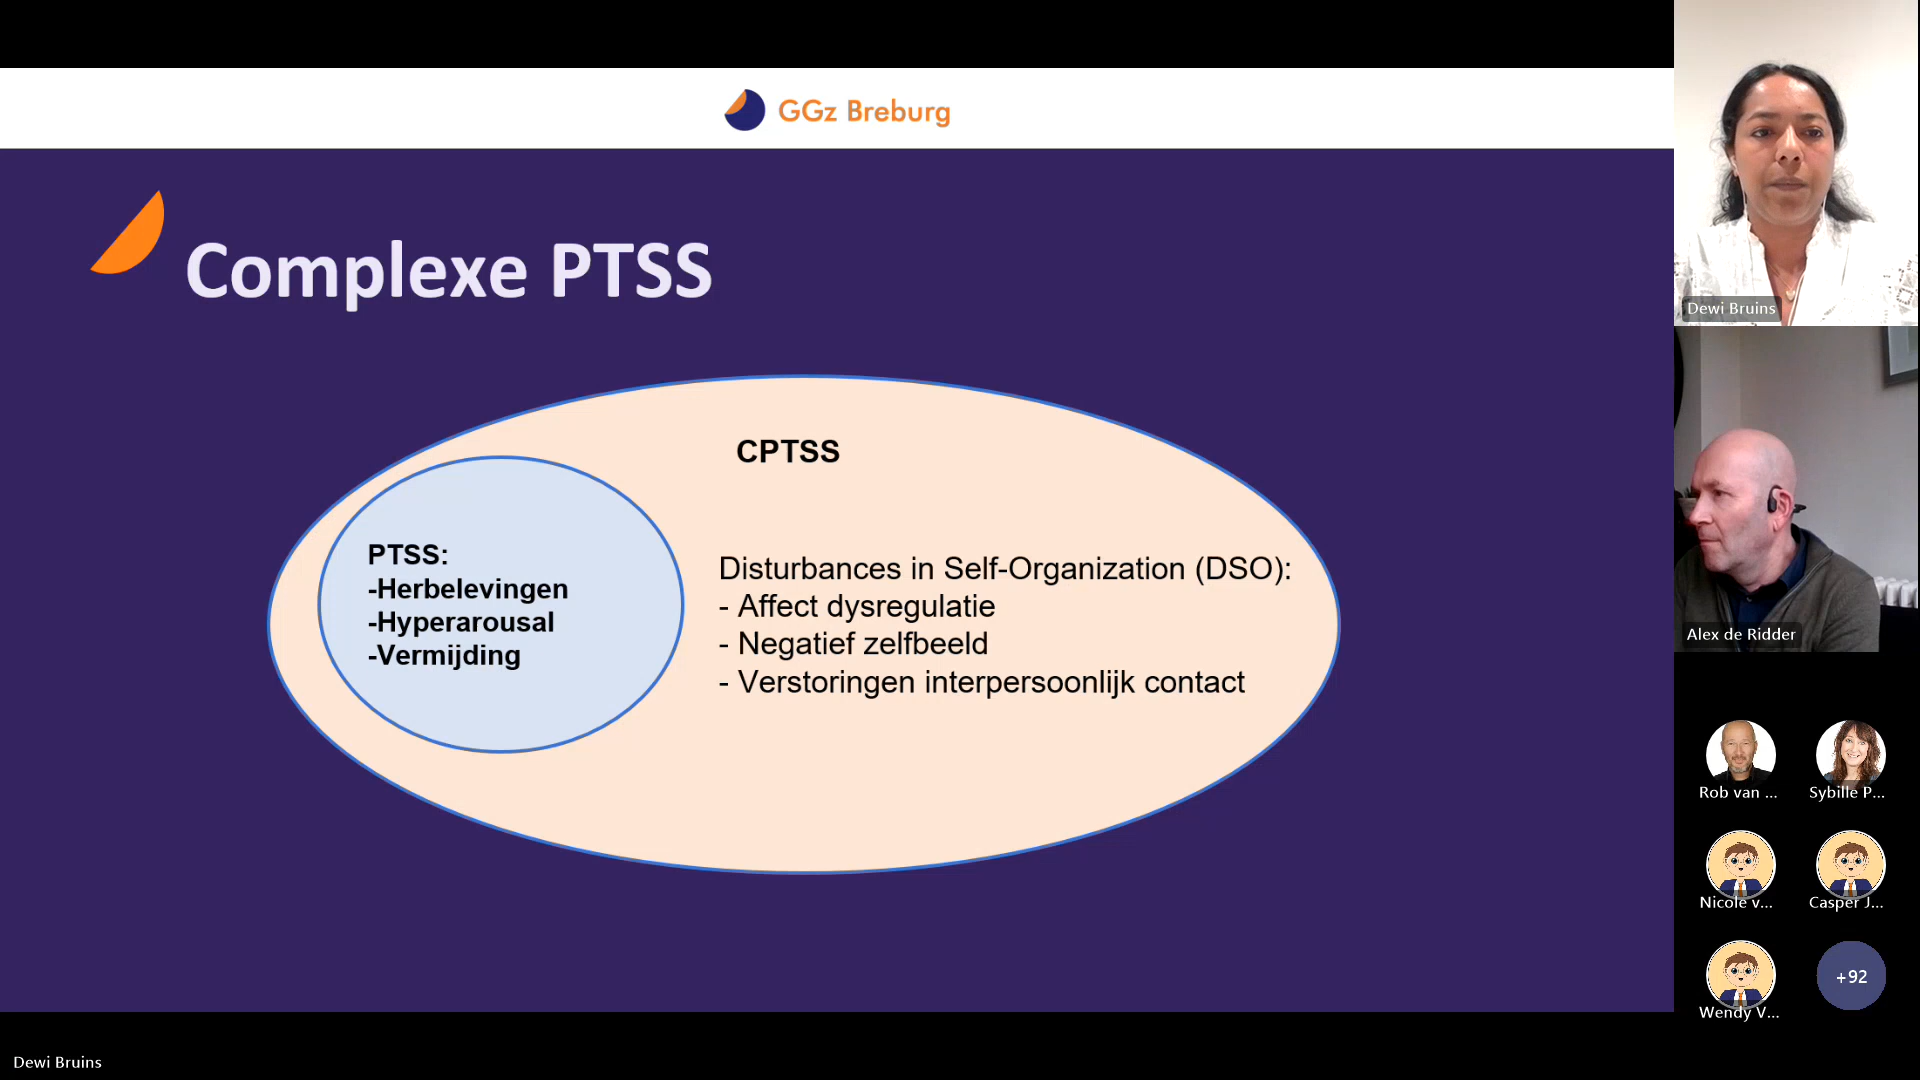 GGz Breburg
Complexe PTSS
CPTSS
PTSS:
-Herbelevingen
-Hyperarousal
-Vermijding
Disturbances in Self-Organization (DSO):
- Affect dysregulatie
- Negatief zelfbeeld
- Verstoringen interpersoonlijk contact
Dewi Bruins
Alex de Ridder
Rob van ...
Sybille P...
Nicole v...
Casper J...
Wendy V...
+92
Dewi Bruins